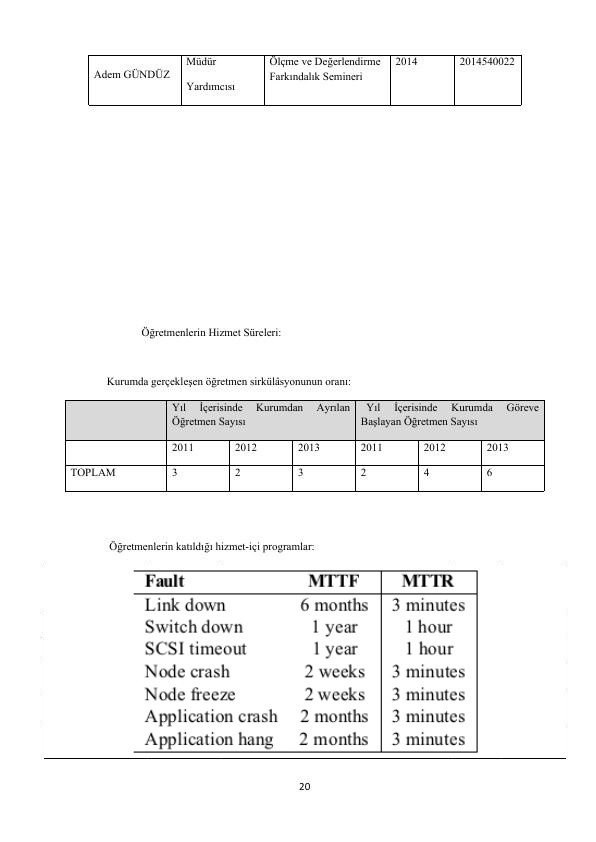 Adem GÜNDÜZ Müdür Yardımcısı Ölçme ve Değerlendirme Farkındalık Semineri 2014 2014540022
Öğretmenlerin Hizmet Süreleri:
Kurumda gerçekleşen öğretmen sirkülâsyonunun oranı:
Yıl İçerisinde Kurumdan Ayrılan Öğretmen Sayısı Yıl İçerisinde Kurumda Göreve Başlayan Öğretmen Sayısı
2011 2012 2013 2011 2012 2013
TOPLAM 3 2 3 2 4 6
Öğretmenlerin katıldığı hizmet-içi programlar:
Fault MTTF MTTR
Link down 6 months 3 minutes
Switch down 1 year 1 hour
SCSI timeout 1 year 1 hour
Node crash 2 weeks 3 minutes
Node freeze 2 weeks 3 minutes
Application crash 2 months 3 minutes
Application hang 2 months 3 minutes
20